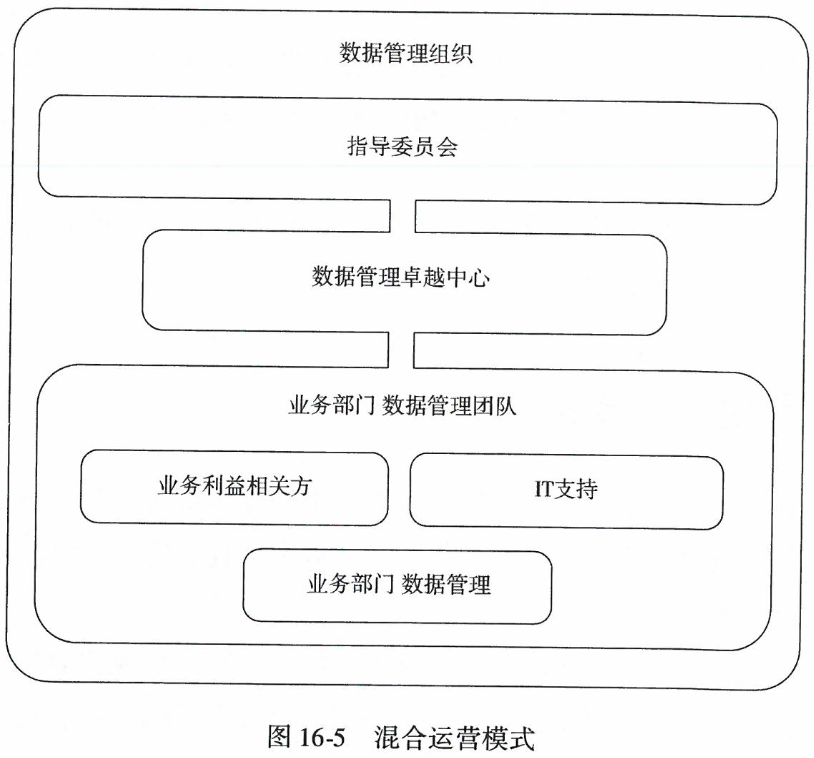 数据管理组织
指导委员会
数据管理卓越中心
业务部门 数据管理团队
业务利益相关方
IT支持
业务部门 数据管理
图 16-5 混合运营模式